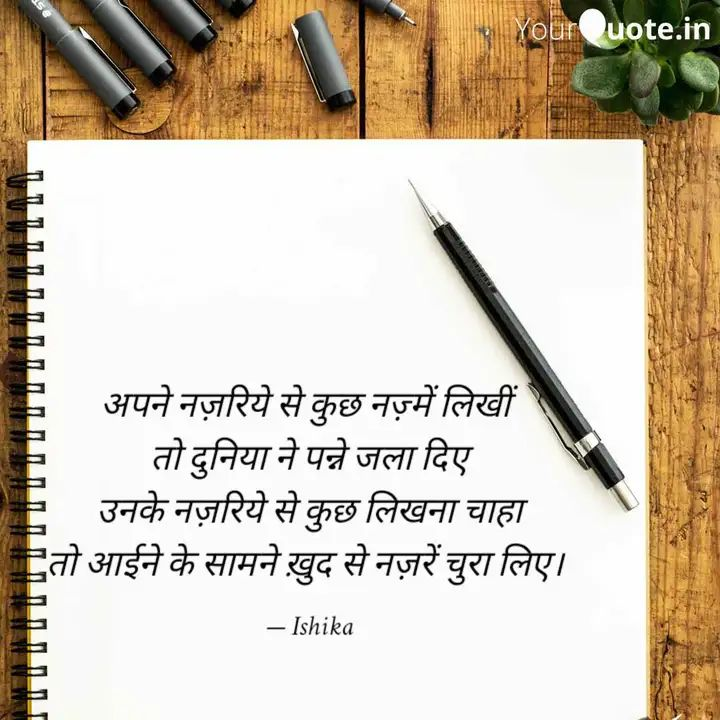 YourQuote.in
अपने नज़रिये से कुछ नज़्में लिखीं
तो दुनिया ने पन्ने जला दिए
उनके नज़रिये से कुछ लिखना चाहा
तो आईने के सामने ख़ुद से नज़रें चुरा लिए।
— Ishika